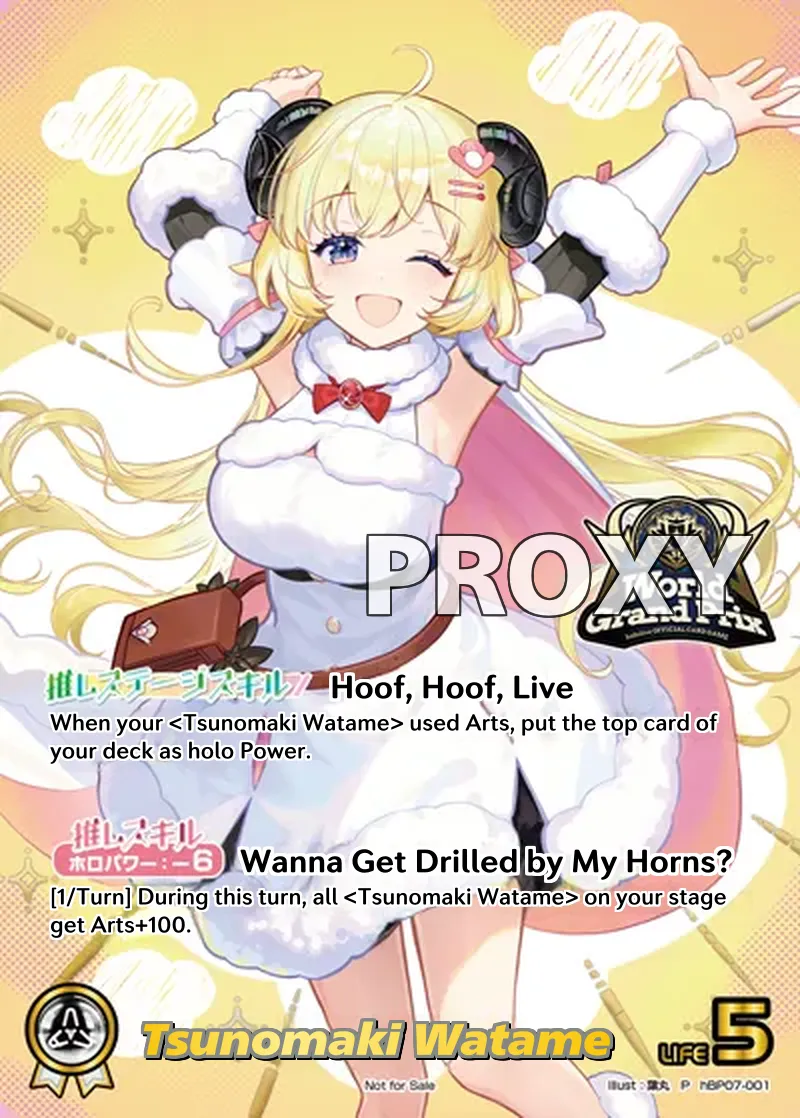 PROXY
World
Grand Prix
hololive OFFICIAL CARD GAME
推しステージスキル Hoof, Hoof, Live
When your <Tsunomaki Watame> used Arts, put the top card of
your deck as holo Power.
推しスキル
ホロパワー：－6 Wanna Get Drilled by My Horns?
[1/Turn] During this turn, all <Tsunomaki Watame> on your stage
get Arts+100.
Tsunomaki Watame
LIFE 5
Not for Sale
Illust：葉丸 P hBP07-001